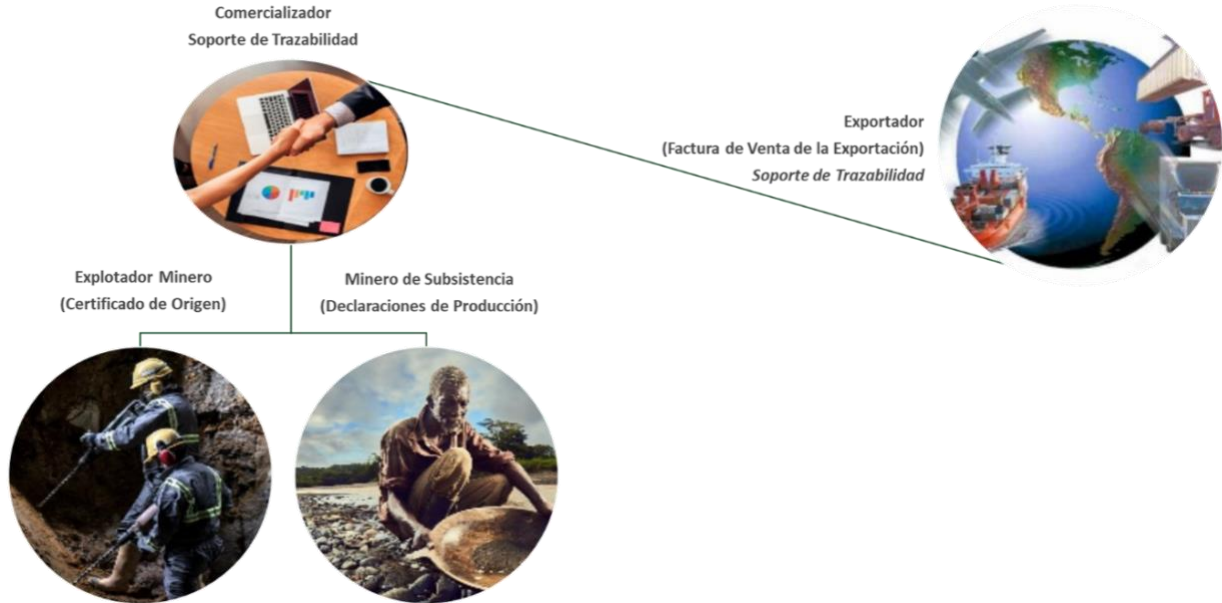 Comercializador
Soporte de Trazabilidad
Exportador
(Factura de Venta de la Exportación)
Soporte de Trazabilidad
Explotador Minero
(Certificado de Origen)
Minero de Subsistencia
(Declaraciones de Producción)